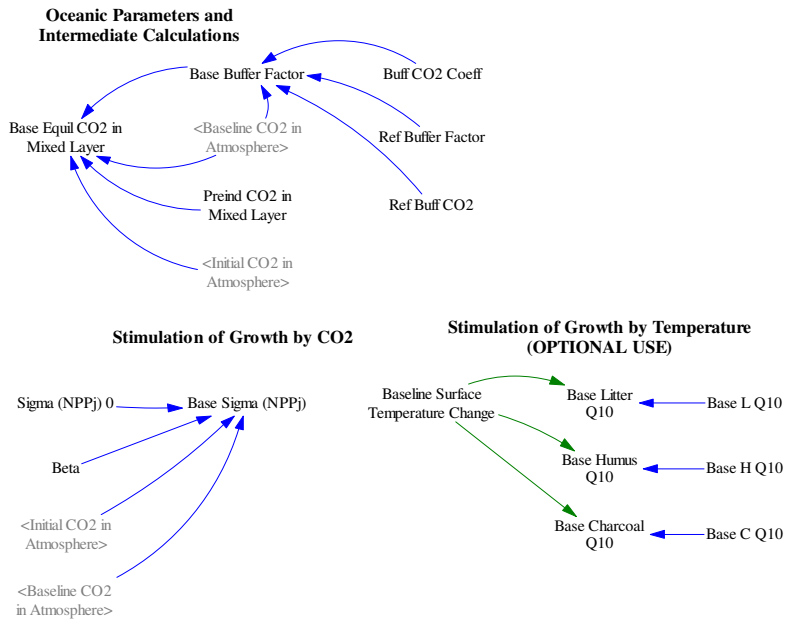 Oceanic Parameters and
Intermediate Calculations
Base Buffer Factor
Buff CO2 Coeff
Base Equil CO2 in
Mixed Layer
<Baseline CO2 in
Atmosphere>
Ref Buffer Factor
Preind CO2 in
Mixed Layer
Ref Buff CO2
<Initial CO2 in
Atmosphere>
Stimulation of Growth by CO2
Sigma (NPPj) 0
Base Sigma (NPPj)
Beta
<Initial CO2 in
Atmosphere>
<Baseline CO2
in Atmosphere>
Stimulation of Growth by Temperature
(OPTIONAL USE)
Baseline Surface
Temperature Change
Base Litter
Q10
Base L Q10
Base Humus
Q10
Base H Q10
Base Charcoal
Q10
Base C Q10